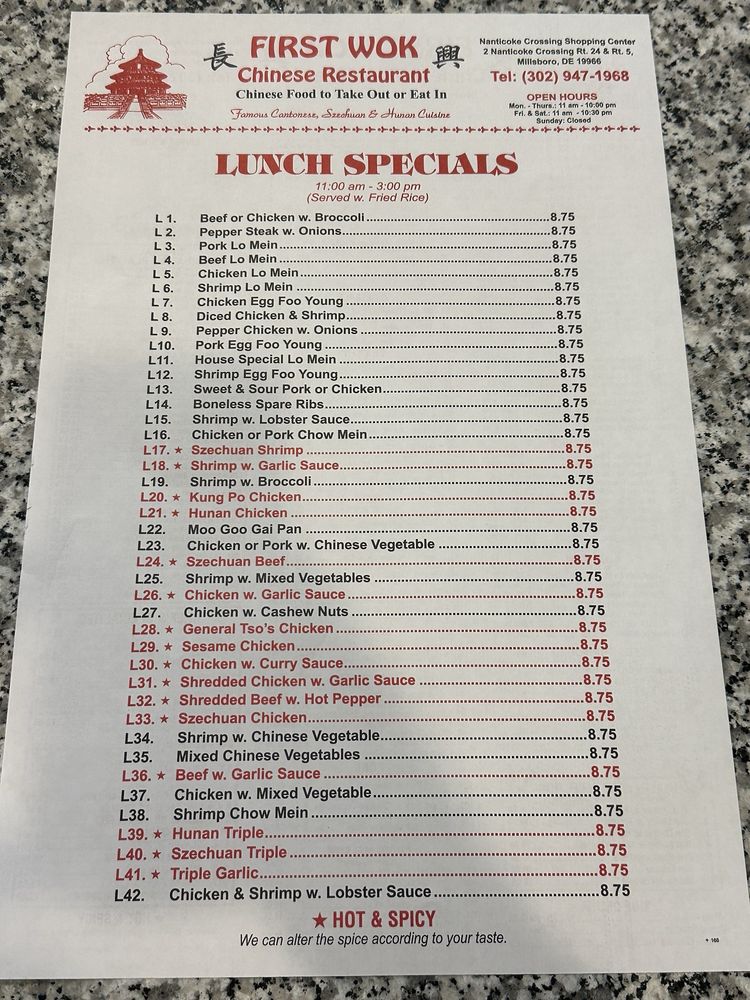 長 FIRST WOK 興
Chinese Restaurant
Chinese Food to Take Out or Eat In
Famous Cantonese, Szechuan & Hunan Cuisine
Nanticoke Crossing Shopping Center
2 Nanticoke Crossing Rt. 24 & Rt. 5,
Millsboro, DE 19966
Tel: (302) 947-1968
OPEN HOURS
Mon. - Thurs.: 11 am - 10:00 pm
Fri. & Sat.: 11 am - 10:30 pm
Sunday: Closed
LUNCH SPECIALS
11:00 am - 3:00 pm
(Served w. Fried Rice)
L 1. Beef or Chicken w. Broccoli 8.75
L 2. Pepper Steak w. Onions 8.75
L 3. Pork Lo Mein 8.75
L 4. Beef Lo Mein 8.75
L 5. Chicken Lo Mein 8.75
L 6. Shrimp Lo Mein 8.75
L 7. Chicken Egg Foo Young 8.75
L 8. Diced Chicken & Shrimp 8.75
L 9. Pepper Chicken w. Onions 8.75
L10. Pork Egg Foo Young 8.75
L11. House Special Lo Mein 8.75
L12. Shrimp Egg Foo Young 8.75
L13. Sweet & Sour Pork or Chicken 8.75
L14. Boneless Spare Ribs 8.75
L15. Shrimp w. Lobster Sauce 8.75
L16. Chicken or Pork Chow Mein 8.75
L17. ★ Szechuan Shrimp 8.75
L18. ★ Shrimp w. Garlic Sauce 8.75
L19. Shrimp w. Broccoli 8.75
L20. ★ Kung Po Chicken 8.75
L21. ★ Hunan Chicken 8.75
L22. Moo Goo Gai Pan 8.75
L23. Chicken or Pork w. Chinese Vegetable 8.75
L24. ★ Szechuan Beef 8.75
L25. Shrimp w. Mixed Vegetables 8.75
L26. ★ Chicken w. Garlic Sauce 8.75
L27. Chicken w. Cashew Nuts 8.75
L28. ★ General Tso's Chicken 8.75
L29. ★ Sesame Chicken 8.75
L30. ★ Chicken w. Curry Sauce 8.75
L31. ★ Shredded Chicken w. Garlic Sauce 8.75
L32. ★ Shredded Beef w. Hot Pepper 8.75
L33. ★ Szechuan Chicken 8.75
L34. Shrimp w. Chinese Vegetable 8.75
L35. Mixed Chinese Vegetables 8.75
L36. ★ Beef w. Garlic Sauce 8.75
L37. Chicken w. Mixed Vegetable 8.75
L38. Shrimp Chow Mein 8.75
L39. ★ Hunan Triple 8.75
L40. ★ Szechuan Triple 8.75
L41. ★ Triple Garlic 8.75
L42. Chicken & Shrimp w. Lobster Sauce 8.75
★ HOT & SPICY
We can alter the spice according to your taste.